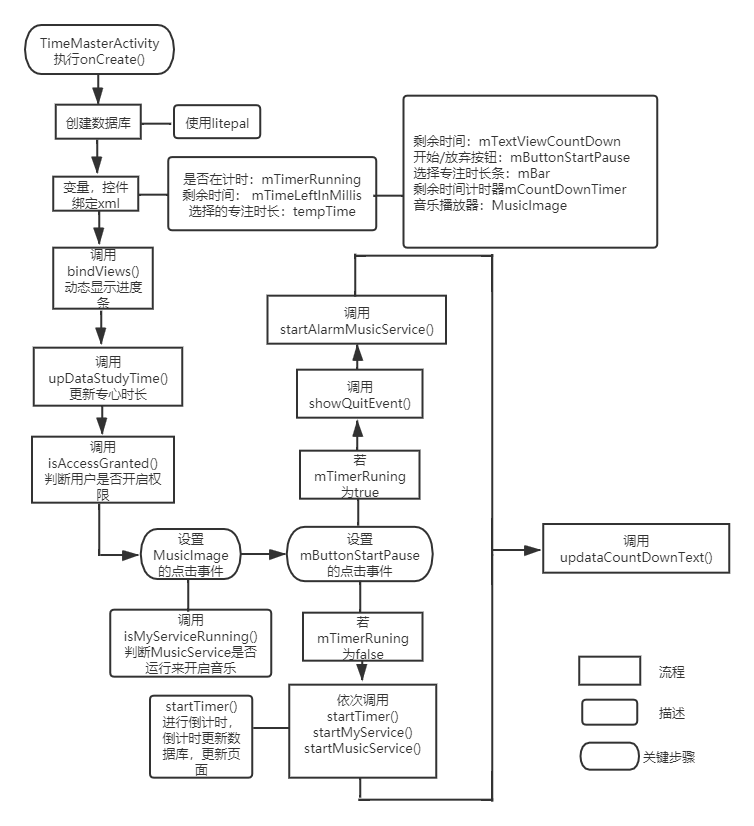 TimeMasterActivity
执行onCreate()
创建数据库
使用litepal
变量，控件
绑定xml
是否在计时：mTimerRunning
剩余时间： mTimeLeftInMillis
选择的专注时长：tempTime
剩余时间：mTextViewCountDown
开始/放弃按钮：mButtonStartPause
选择专注时长条：mBar
剩余时间计时器mCountDownTimer
音乐播放器：MusicImage
调用
bindViews()
动态显示进度
条
调用
upDataStudyTime()
更新专心时长
调用
isAccessGranted()
判断用户是否开启权
限
设置
MusicImage
的点击事件
调用
isMyServiceRunning()
判断MusicService是否
运行来开启音乐
调用
startAlarmMusicService()
调用
showQuitEvent()
若
mTimerRuning
为true
设置
mButtonStartPause
的点击事件
若
mTimerRuning
为false
依次调用
startTimer()
startMyService()
startMusicService()
startTimer()
进行倒计时，
倒计时更新数
据库，更新页
面
调用
updataCountDownText()
流程
描述
关键步骤